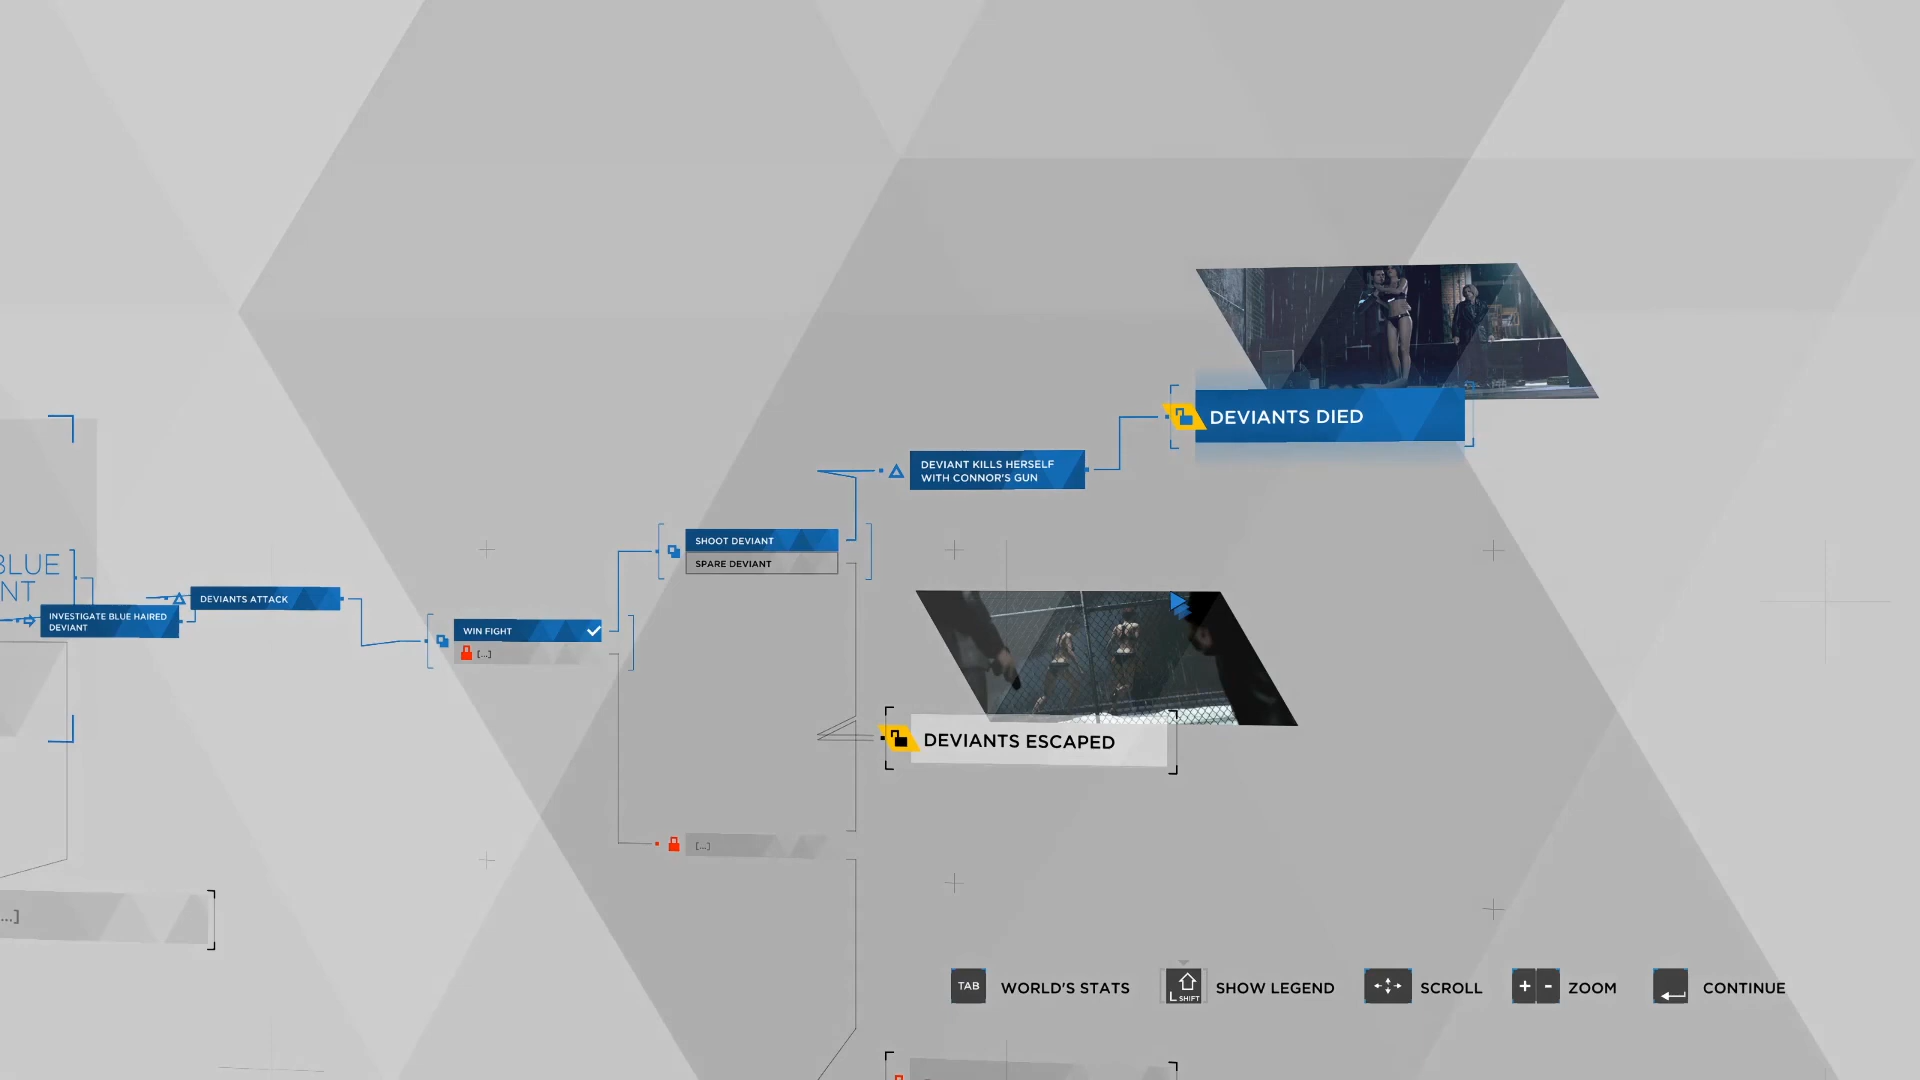 DEVIANTS DIED
DEVIANT KILLS HERSELF
WITH CONNOR'S GUN
SHOOT DEVIANT
SPARE DEVIANT
BLUE
NT
DEVIANTS ATTACK
INVESTIGATE BLUE HAIRED
DEVIANT
WIN FIGHT
[...]
DEVIANTS ESCAPED
[...]
...]
TAB
WORLD'S STATS
L SHIFT
SHOW LEGEND
SCROLL
+ -
ZOOM
CONTINUE